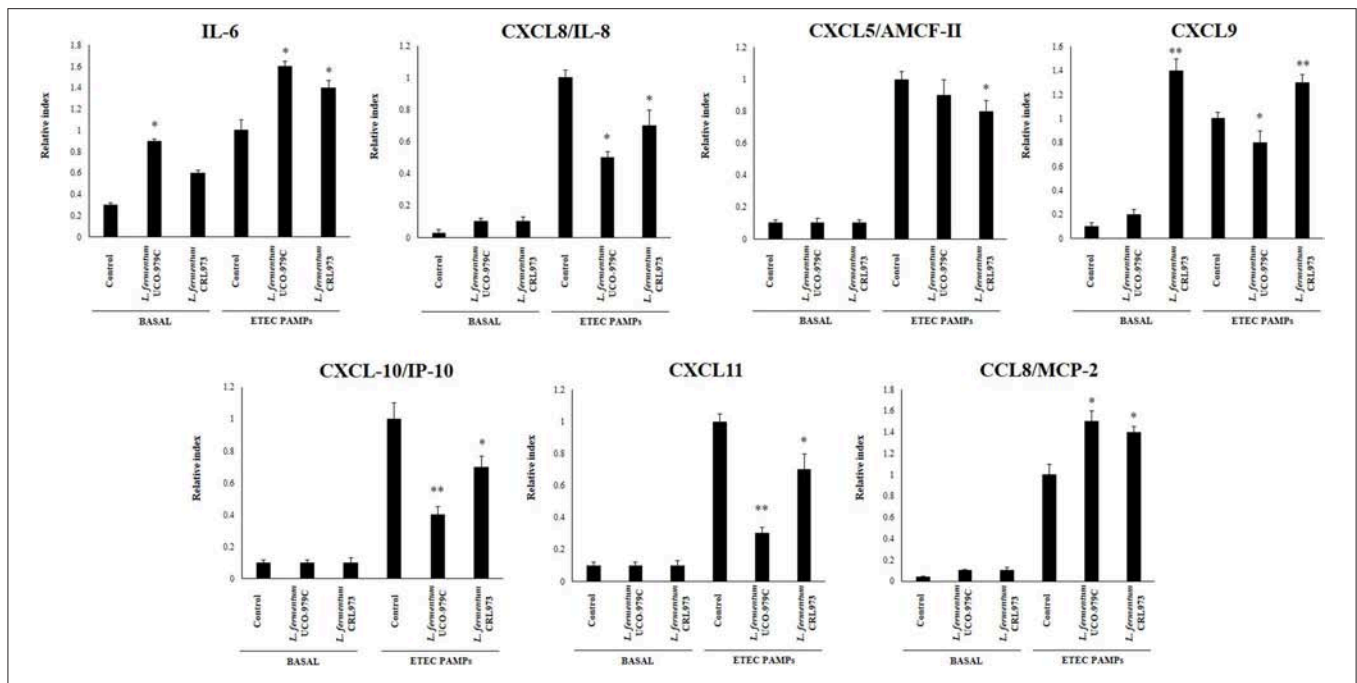 IL-6
Relative index
1.8
1.6
1.4
1.2
1
0.8
0.6
0.4
0.2
0
*
*
*
Control
L. fermentum
UCO-979C
L. fermentum
CRL973
Control
L. fermentum
UCO-979C
L. fermentum
CRL973
BASAL
ETEC PAMPs
CXCL8/IL-8
Relative index
1.2
1
0.8
0.6
0.4
0.2
0
*
*
Control
L. fermentum
UCO-979C
L. fermentum
CRL973
Control
L. fermentum
UCO-979C
L. fermentum
CRL973
BASAL
ETEC PAMPs
CXCL5/AMCF-II
Relative index
1.2
1
0.8
0.6
0.4
0.2
0
*
Control
L. fermentum
UCO-979C
L. fermentum
CRL973
Control
L. fermentum
UCO-979C
L. fermentum
CRL973
BASAL
ETEC PAMPs
CXCL9
Relative index
1.6
1.4
1.2
1
0.8
0.6
0.4
0.2
0
**
*
**
Control
L. fermentum
UCO-979C
L. fermentum
CRL973
Control
L. fermentum
UCO-979C
L. fermentum
CRL973
BASAL
ETEC PAMPs
CXCL-10/IP-10
Relative index
1.2
1
0.8
0.6
0.4
0.2
0
**
*
Control
L. fermentum
UCO-979C
L. fermentum
CRL973
Control
L. fermentum
UCO-979C
L. fermentum
CRL973
BASAL
ETEC PAMPs
CXCL11
Relative index
1.2
1
0.8
0.6
0.4
0.2
0
**
*
Control
L. fermentum
UCO-979C
L. fermentum
CRL973
Control
L. fermentum
UCO-979C
L. fermentum
CRL973
BASAL
ETEC PAMPs
CCL8/MCP-2
Relative index
1.8
1.6
1.4
1.2
1
0.8
0.6
0.4
0.2
0
*
*
Control
L. fermentum
UCO-979C
L. fermentum
CRL973
Control
L. fermentum
UCO-979C
L. fermentum
CRL973
BASAL
ETEC PAMPs